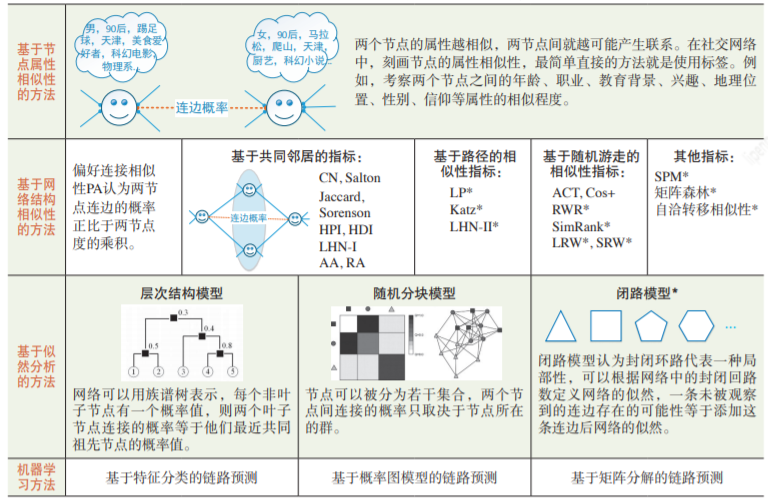 基于节
点属性
相似性
的方法
男，90后，踢足
球，天津，美食爱
好者，科幻电影，
物理系…
女，90后，马拉
松，爬山，天津，
厨艺，科幻小说…
连边概率
两个节点的属性越相似，两节点间就越可能产生联系。在社交网络
中，刻画节点的属性相似性，最简单直接的方法就是使用标签。例
如，考察两个节点之间的年龄、职业、教育背景、兴趣、地理位
置、性别、信仰等属性的相似程度。
基于网
络结构
相似性
的方法
偏好连接相似
性PA认为两节
点连边的概率
正比于两节点
度的乘积。
基于共同邻居的指标：
连边概率
CN, Salton
Jaccard,
Sorenson
HPI, HDI
LHN-I
AA, RA
基于路径的相
似性指标：
LP*
Katz*
LHN-II*
基于随机游走的
相似性指标：
ACT, Cos+
RWR*
SimRank*
LRW*, SRW*
其他指标：
SPM*
矩阵森林*
自洽转移相似性*
基于似
然分析
的方法
层次结构模型
0.3
0.4
0.5
0.8
1 2 3 4 5
网络可以用族谱树表示，每个非叶
子节点有一个概率值，则两个叶子
节点连接的概率等于他们最近共同
祖先节点的概率值。
随机分块模型
节点可以被分为若干集合，两个节
点间连接的概率只取决于节点所在
的群。
闭路模型*
…
闭路模型认为封闭环路代表一种局
部性，可以根据网络中的封闭回路
数定义网络的似然，一条未被观察
到的连边存在的可能性等于添加这
条连边后网络的似然。
机器学
习方法
基于特征分类的链路预测
基于概率图模型的链路预测
基于矩阵分解的链路预测